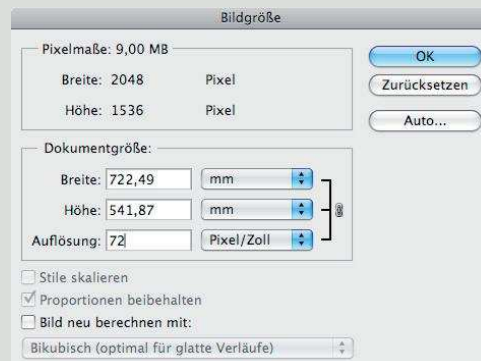 Bildgröße
Pixelmaße: 9,00 MB
Breite: 2048 Pixel
Höhe: 1536 Pixel
Dokumentgröße:
Breite: 722,49 mm
Höhe: 541,87 mm
Auflösung: 72 Pixel/Zoll
Stile skalieren
Proportionen beibehalten
Bild neu berechnen mit:
Bikubisch (optimal für glatte Verläufe)
OK
Zurücksetzen
Auto...